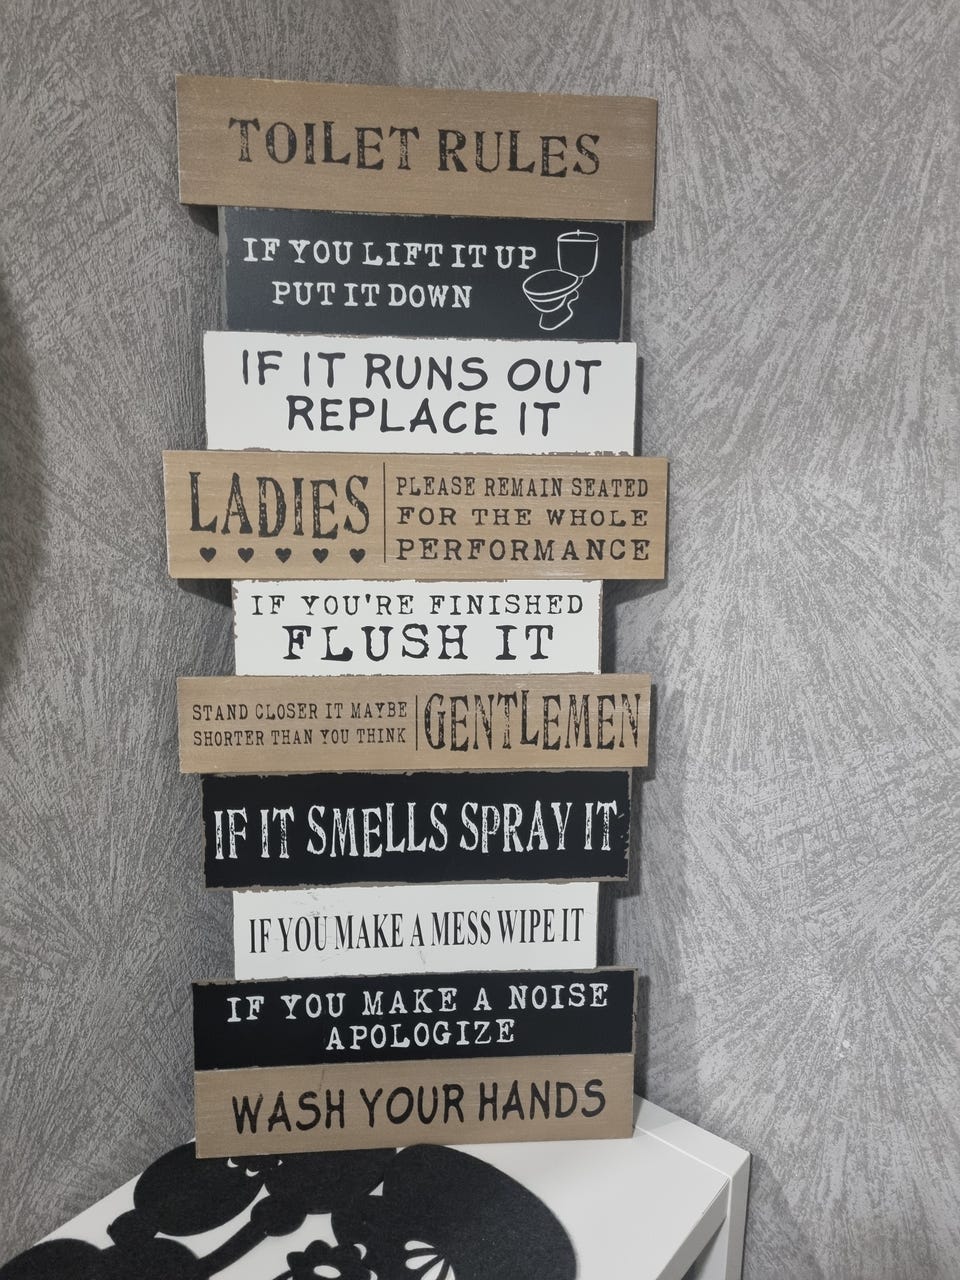 TOILET RULES
IF YOU LIFT IT UP
PUT IT DOWN
IF IT RUNS OUT
REPLACE IT
LADIES
PLEASE REMAIN SEATED
FOR THE WHOLE
PERFORMANCE
IF YOU'RE FINISHED
FLUSH IT
STAND CLOSER IT MAYBE
SHORTER THAN YOU THINK
GENTLEMEN
IF IT SMELLS SPRAY IT
IF YOU MAKE A MESS WIPE IT
IF YOU MAKE A NOISE
APOLOGIZE
WASH YOUR HANDS